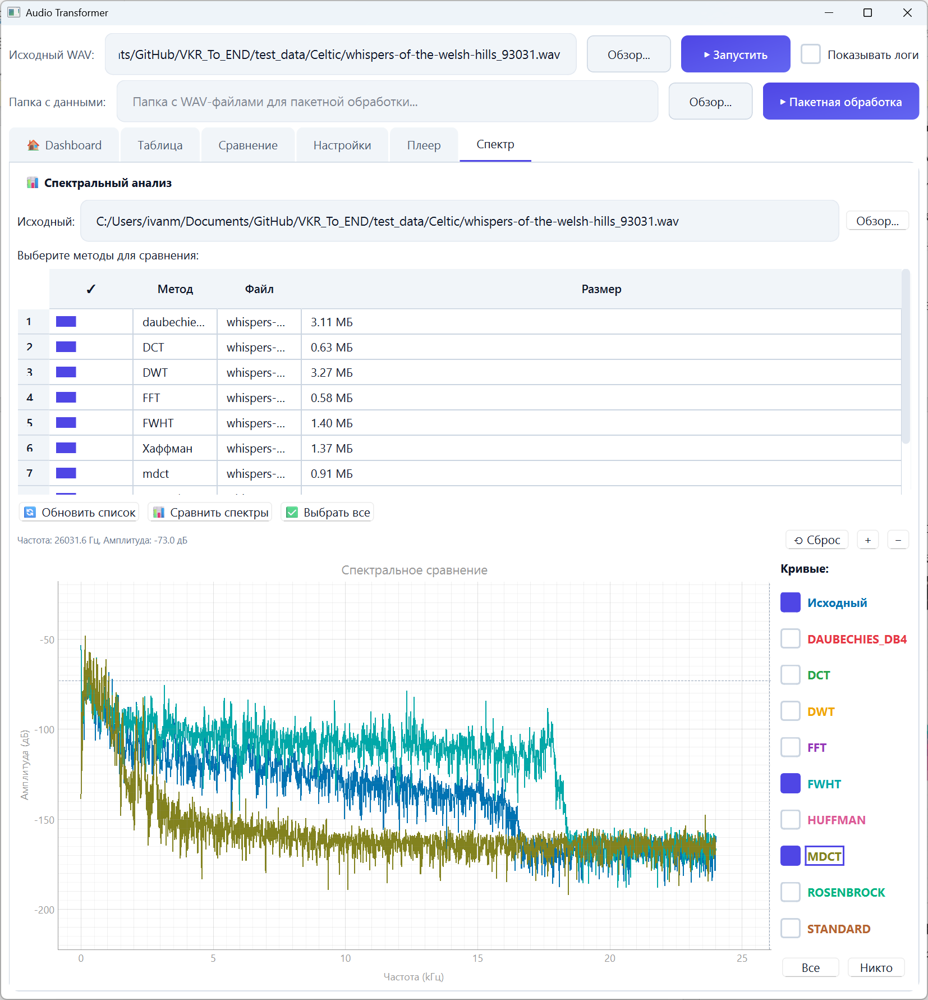 Audio Transformer
Исходный WAV: ıts/GitHub/VKR_To_END/test_data/Celtic/whispers-of-the-welsh-hills_93031.wav Обзор... ▶ Запустить Показывать логи
Папка с данными: Папка с WAV-файлами для пакетной обработки... Обзор... ▶ Пакетная обработка
Dashboard Таблица Сравнение Настройки Плеер Спектр
Спектральный анализ
Исходный: C:/Users/ivanm/Documents/GitHub/VKR_To_END/test_data/Celtic/whispers-of-the-welsh-hills_93031.wav Обзор...
Выберите методы для сравнения:
✓ Метод Файл Размер
1 daubechie... whispers-... 3.11 МБ
2 DCT whispers-... 0.63 МБ
3 DWT whispers-... 3.27 МБ
4 FFT whispers-... 0.58 МБ
5 FWHT whispers-... 1.40 МБ
6 Хаффман whispers-... 1.37 МБ
7 mdct whispers-... 0.91 МБ
Обновить список Сравнить спектры Выбрать все
Частота: 26031.6 Гц, Амплитуда: -73.0 дБ
⟲ Сброс + −
Спектральное сравнение
Амплитуда (дБ)
-50
-100
-150
-200
0 5 10 15 20 25
Частота (kГц)
Кривые:
Исходный
DAUBECHIES_DB4
DCT
DWT
FFT
FWHT
HUFFMAN
MDCT
ROSENBROCK
STANDARD
Все Никто